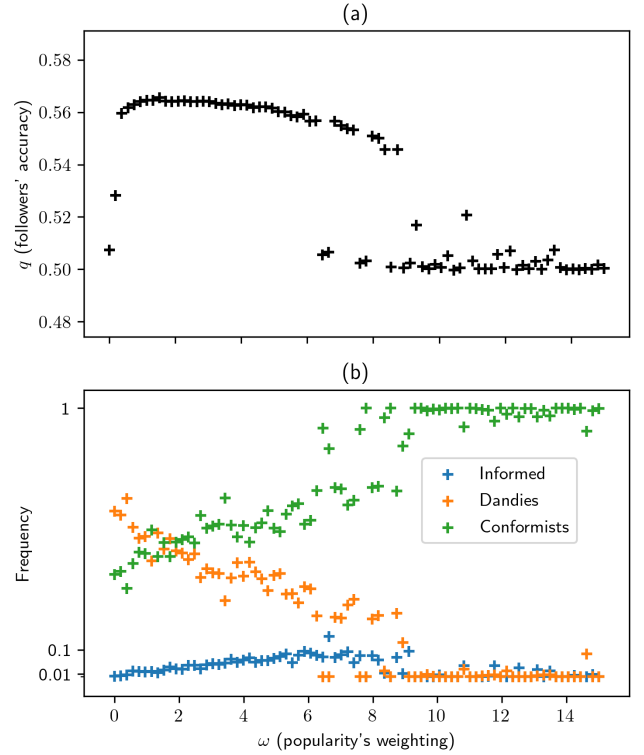 (a)
0.58
0.56
0.54
0.52
0.50
0.48
q (followers' accuracy)
(b)
1
0.1
0.01
Frequency
Informed
Dandies
Conformists
0 2 4 6 8 10 12 14
ω (popularity's weighting)